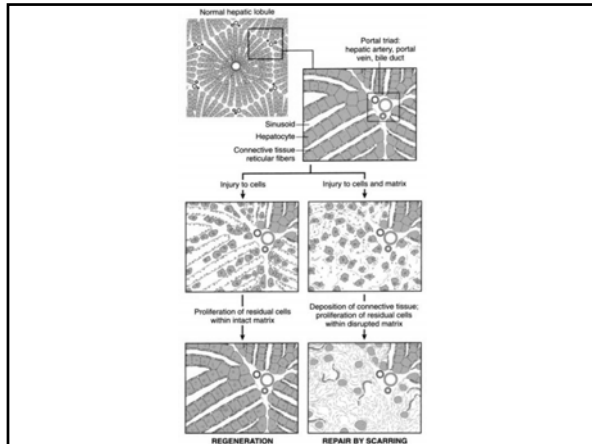 Normal hepatic lobule
Portal triad:
hepatic artery, portal
vein, bile duct
Sinusoid
Hepatocyte
Connective tissue
reticular fibers
Injury to cells
Injury to cells and matrix
Proliferation of residual cells
within intact matrix
Deposition of connective tissue;
proliferation of residual cells
within disrupted matrix
REGENERATION
REPAIR BY SCARRING